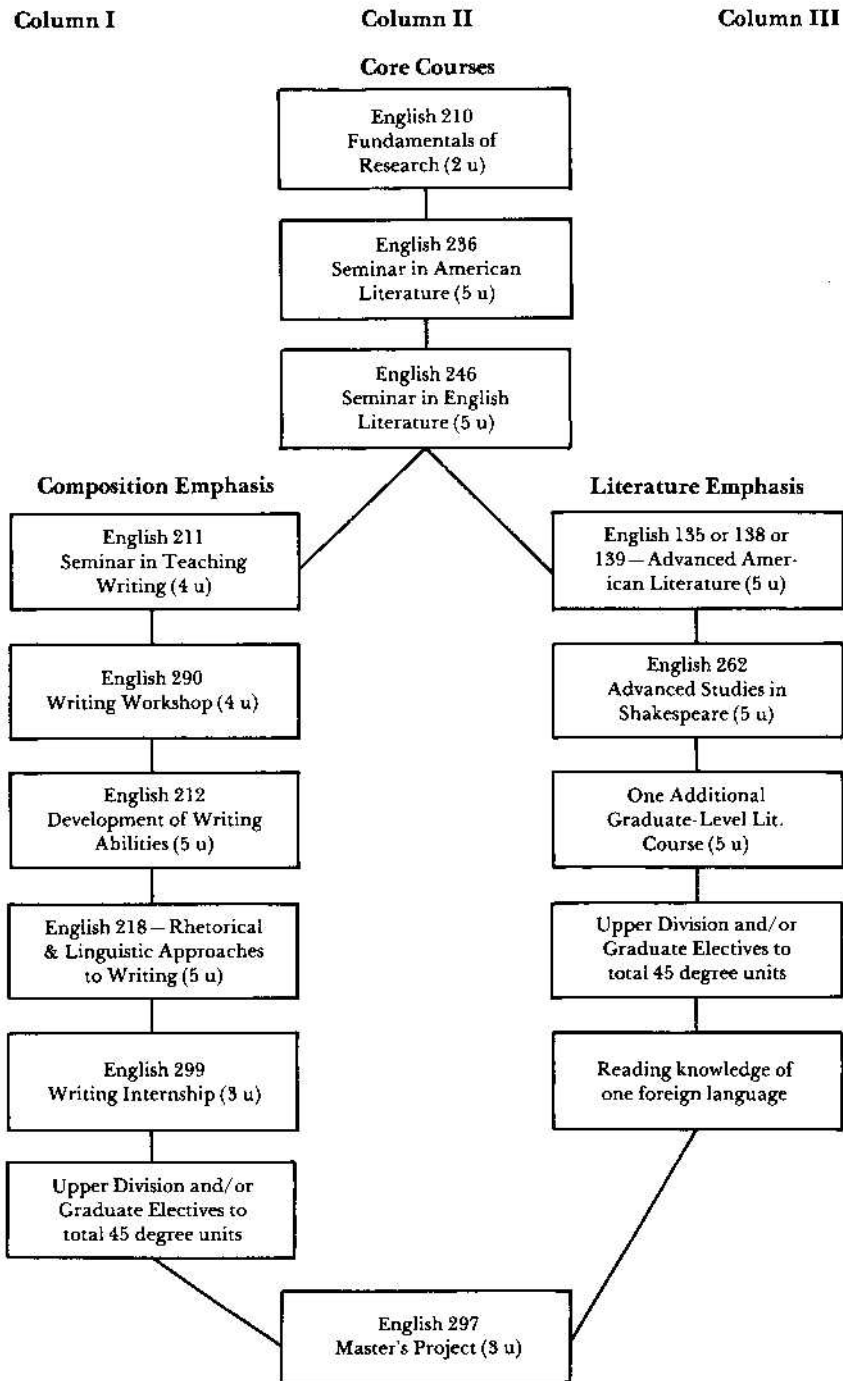 Column I
Column II
Column III
Core Courses
English 210
Fundamentals of
Research (2 u)
English 236
Seminar in American
Literature (5 u)
English 246
Seminar in English
Literature (5 u)
Composition Emphasis
English 211
Seminar in Teaching
Writing (4 u)
English 290
Writing Workshop (4 u)
English 212
Development of Writing
Abilities (5 u)
English 218—Rhetorical
& Linguistic Approaches
to Writing (5 u)
English 299
Writing Internship (3 u)
Upper Division and/or
Graduate Electives to
total 45 degree units
Literature Emphasis
English 135 or 138 or
139—Advanced Amer-
ican Literature (5 u)
English 262
Advanced Studies in
Shakespeare (5 u)
One Additional
Graduate-Level Lit.
Course (5 u)
Upper Division and/or
Graduate Electives to
total 45 degree units
Reading knowledge of
one foreign language
English 297
Master's Project (3 u)